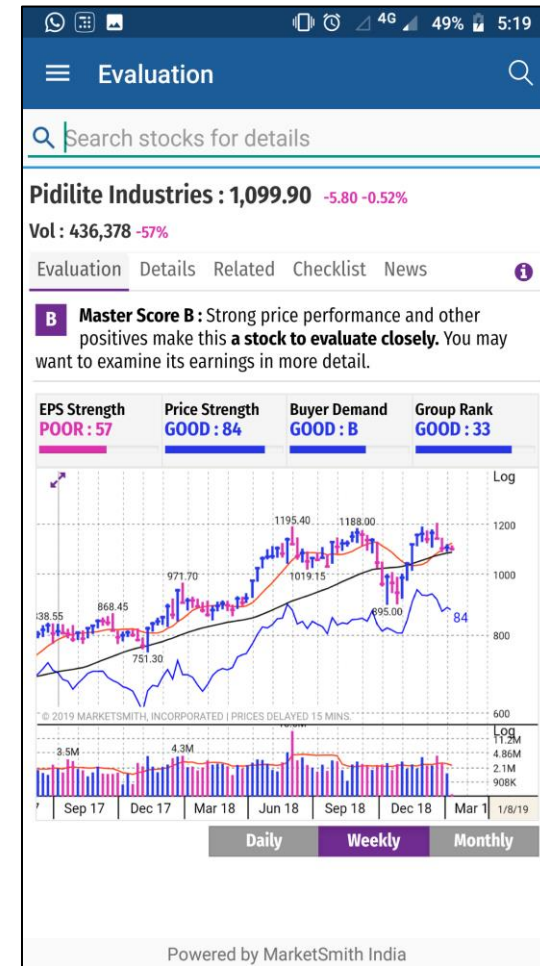 4G 49% 5:19
Evaluation
Search stocks for details
Pidilite Industries : 1,099.90 -5.80 -0.52%
Vol : 436,378 -57%
Evaluation Details Related Checklist News
B Master Score B : Strong price performance and other
positives make this a stock to evaluate closely. You may
want to examine its earnings in more detail.
EPS Strength Price Strength Buyer Demand Group Rank
POOR : 57 GOOD : 84 GOOD : B GOOD : 33
Log
1195.40 1188.00 1200
971.70 1019.15 1000
38.55 868.45 895.00 84
751.30 800
600
© 2019 MARKETSMITH, INCORPORATED | PRICES DELAYED 15 MINS.
Log
11.2M
3.5M 4.3M 4.86M
2.1M
908K
Sep 17 Dec 17 Mar 18 Jun 18 Sep 18 Dec 18 Mar 1 1/8/19
Daily Weekly Monthly
Powered by MarketSmith India